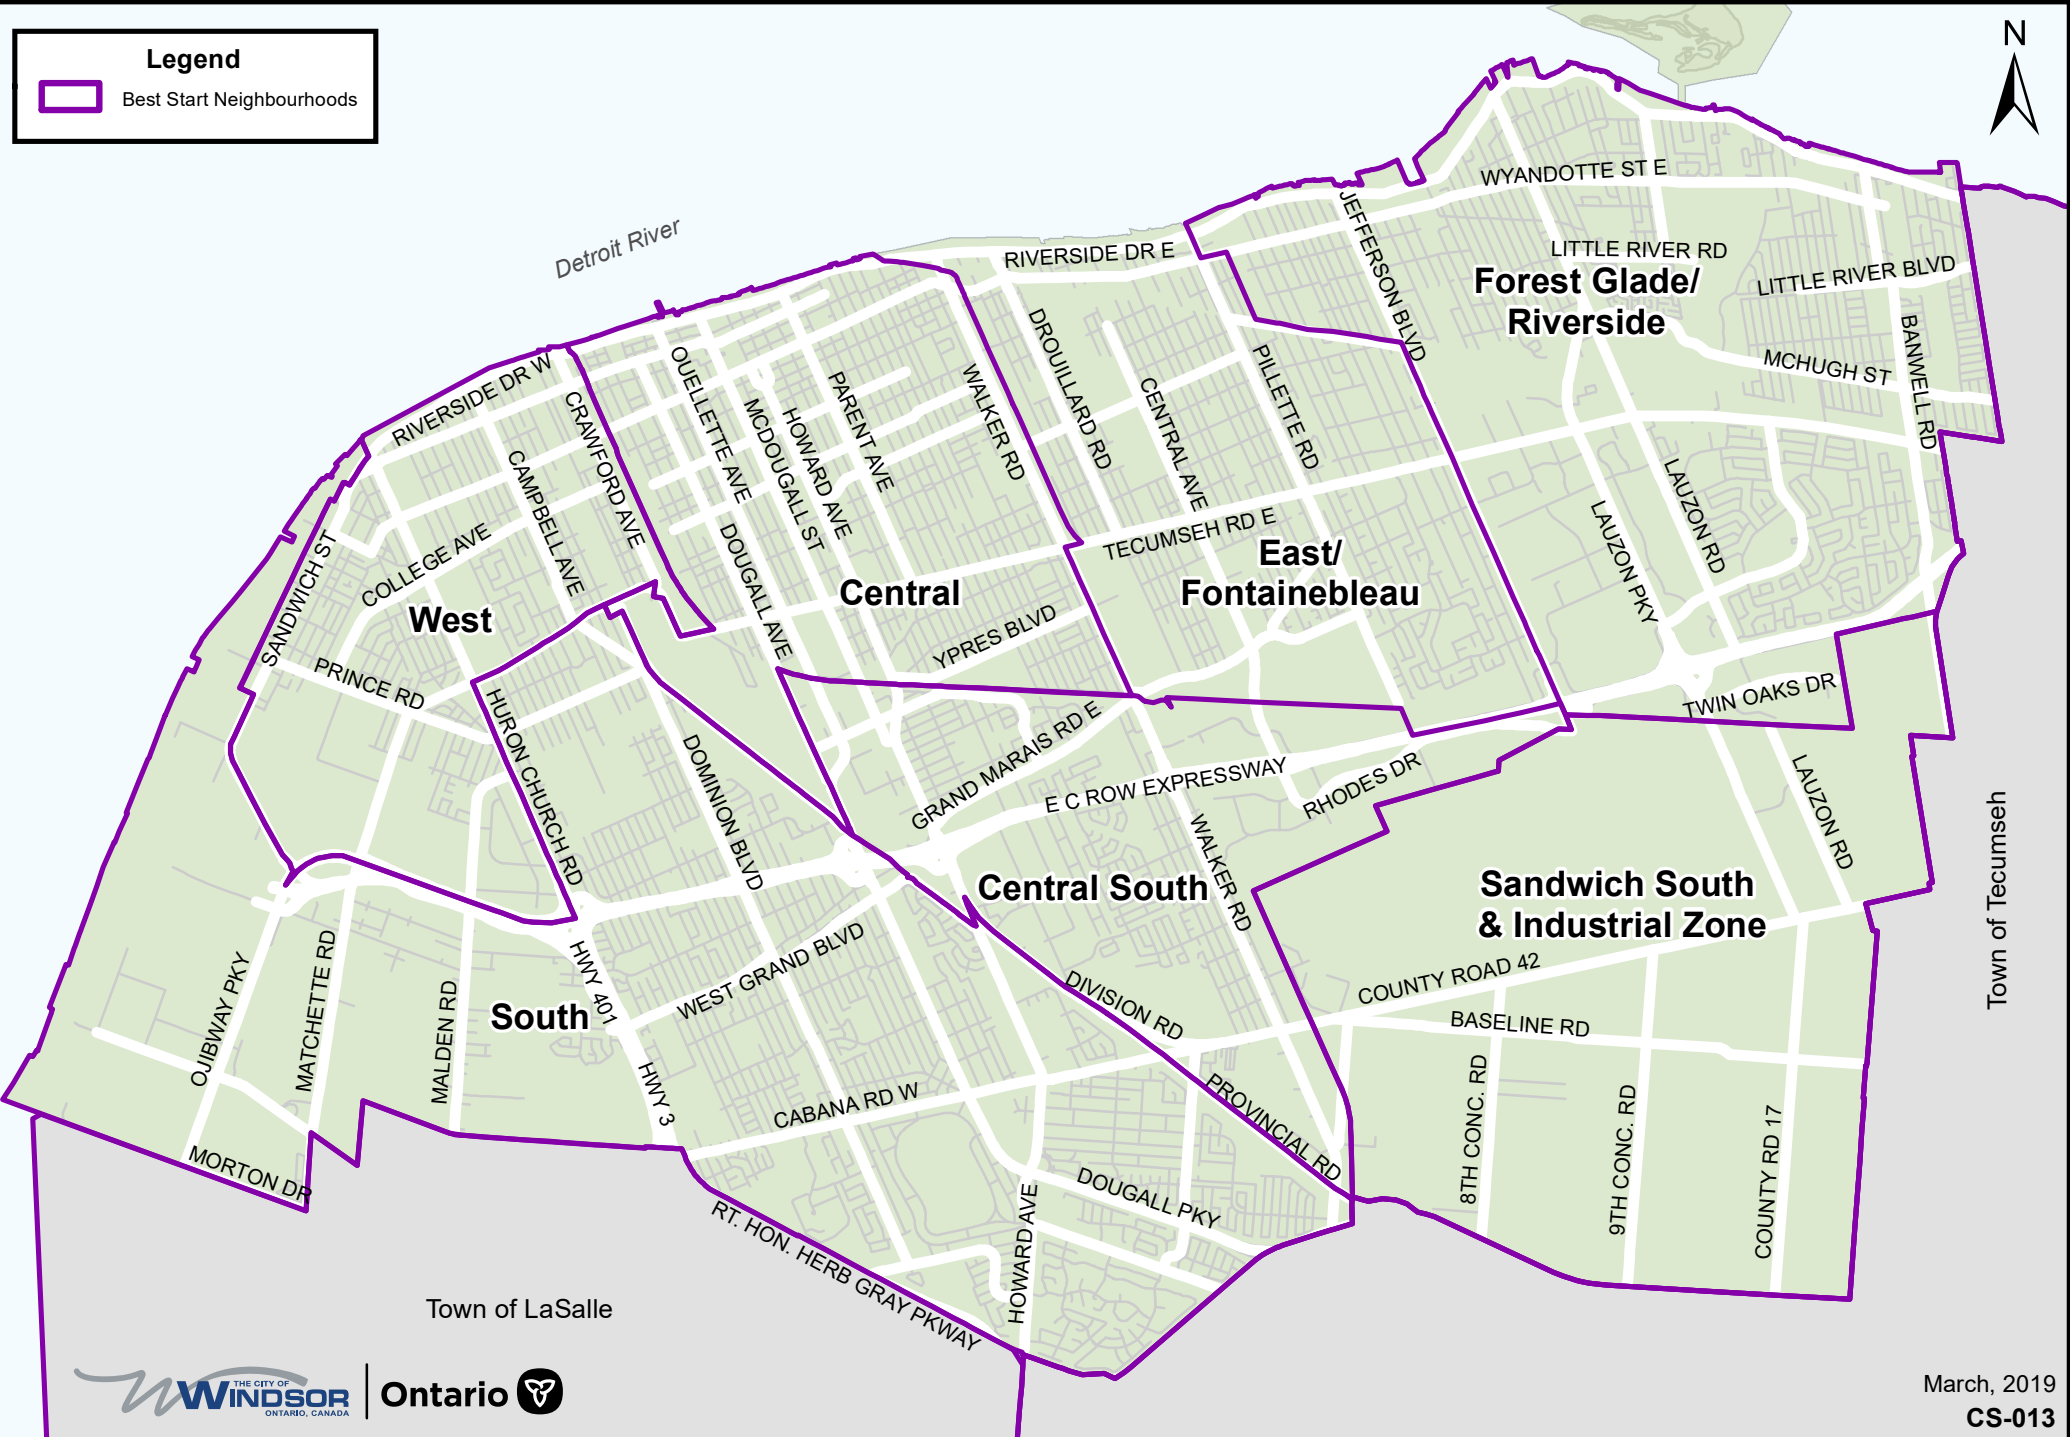 Legend
Best Start Neighbourhoods
N
Detroit River
WYANDOTTE ST E
RIVERSIDE DR E
JEFFERSON BLVD
LITTLE RIVER RD
LITTLE RIVER BLVD
Forest Glade/
Riverside
BANWELL RD
MCHUGH ST
DROUILLARD RD
PILLETTE RD
CENTRAL AVE
RIVERSIDE DR W
CRAWFORD AVE
OUELLETTE AVE
MCDOUGALL ST
HOWARD AVE
PARENT AVE
WALKER RD
CAMPBELL AVE
COLLEGE AVE
SANDWICH ST
West
PRINCE RD
DOUGALL AVE
Central
YPRES BLVD
TECUMSEH RD E
East/
Fontainebleau
LAUZON PKY
LAUZON RD
TWIN OAKS DR
HURON CHURCH RD
DOMINION BLVD
GRAND MARAIS RD E
E C ROW EXPRESSWAY
RHODES DR
LAUZON RD
WALKER RD
Central South
Sandwich South
& Industrial Zone
Town of Tecumseh
OJIBWAY PKY
MATCHETTE RD
MALDEN RD
South
HWY 401
WEST GRAND BLVD
DIVISION RD
COUNTY ROAD 42
BASELINE RD
HWY 3
CABANA RD W
PROVINCIAL RD
8TH CONC. RD
9TH CONC. RD
COUNTY RD 17
MORTON DR
DOUGALL PKY
HOWARD AVE
RT. HON. HERB GRAY PKWAY
Town of LaSalle
THE CITY OF
WINDSOR
ONTARIO, CANADA
Ontario
March, 2019
CS-013